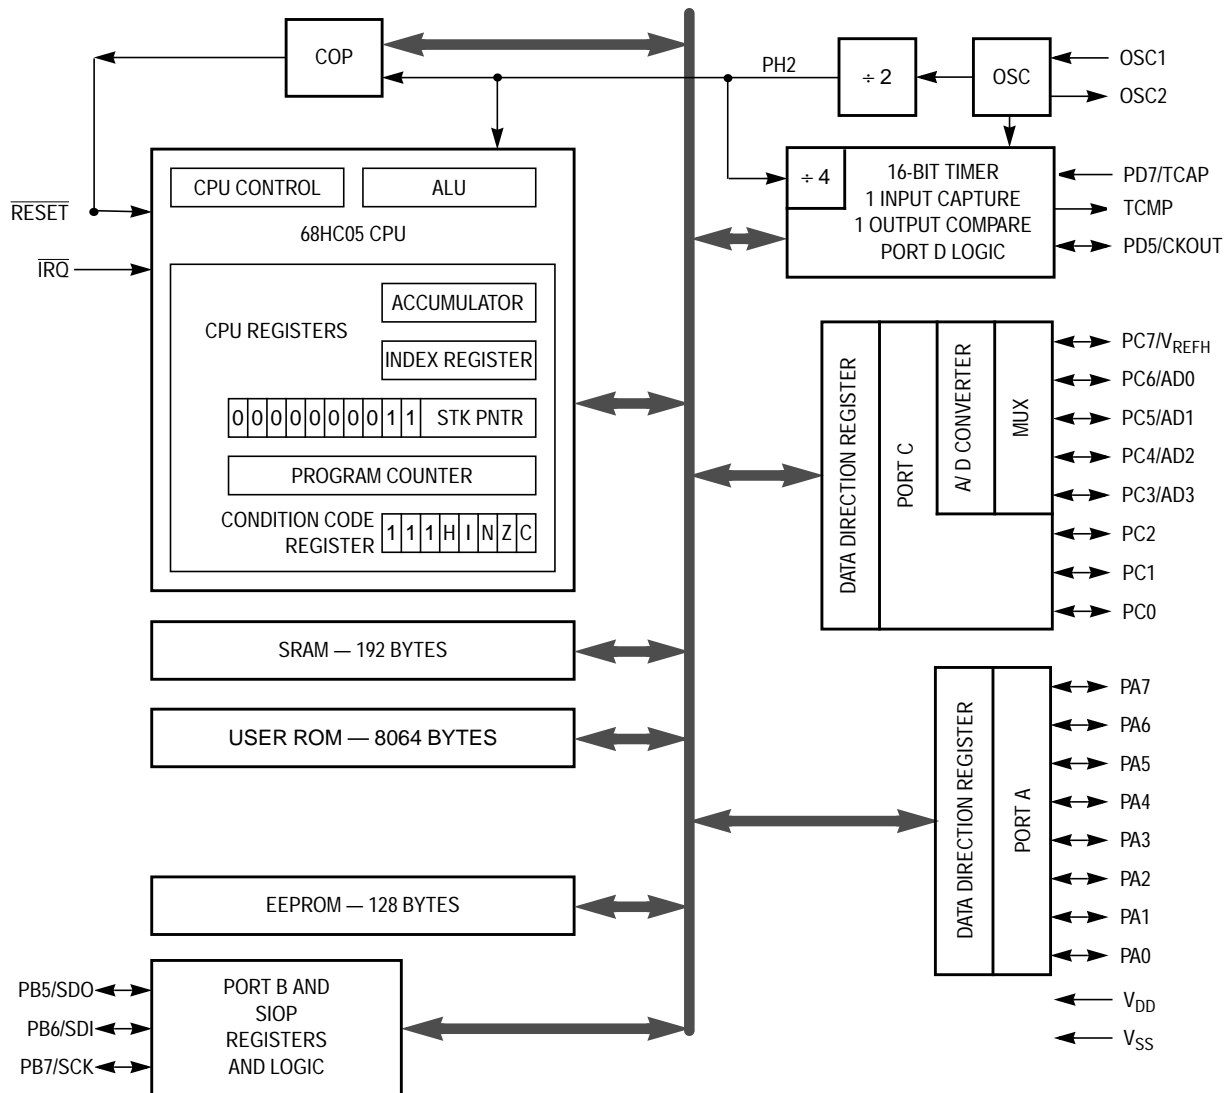 COP
PH2
÷ 2
OSC
OSC1
OSC2
CPU CONTROL
ALU
÷ 4
16-BIT TIMER
1 INPUT CAPTURE
1 OUTPUT COMPARE
PORT D LOGIC
PD7/TCAP
TCMP
PD5/CKOUT
RESET
IRQ
68HC05 CPU
CPU REGISTERS
ACCUMULATOR
INDEX REGISTER
0 0 0 0 0 0 0 0 1 1 STK PNTR
PROGRAM COUNTER
CONDITION CODE
REGISTER
1 1 1 H I N Z C
DATA DIRECTION REGISTER
PORT C
A/ D CONVERTER
MUX
PC7/VREFH
PC6/AD0
PC5/AD1
PC4/AD2
PC3/AD3
PC2
PC1
PC0
SRAM — 192 BYTES
USER ROM — 8064 BYTES
EEPROM — 128 BYTES
DATA DIRECTION REGISTER
PORT A
PA7
PA6
PA5
PA4
PA3
PA2
PA1
PA0
PB5/SDO
PB6/SDI
PB7/SCK
PORT B AND
SIOP
REGISTERS
AND LOGIC
VDD
VSS